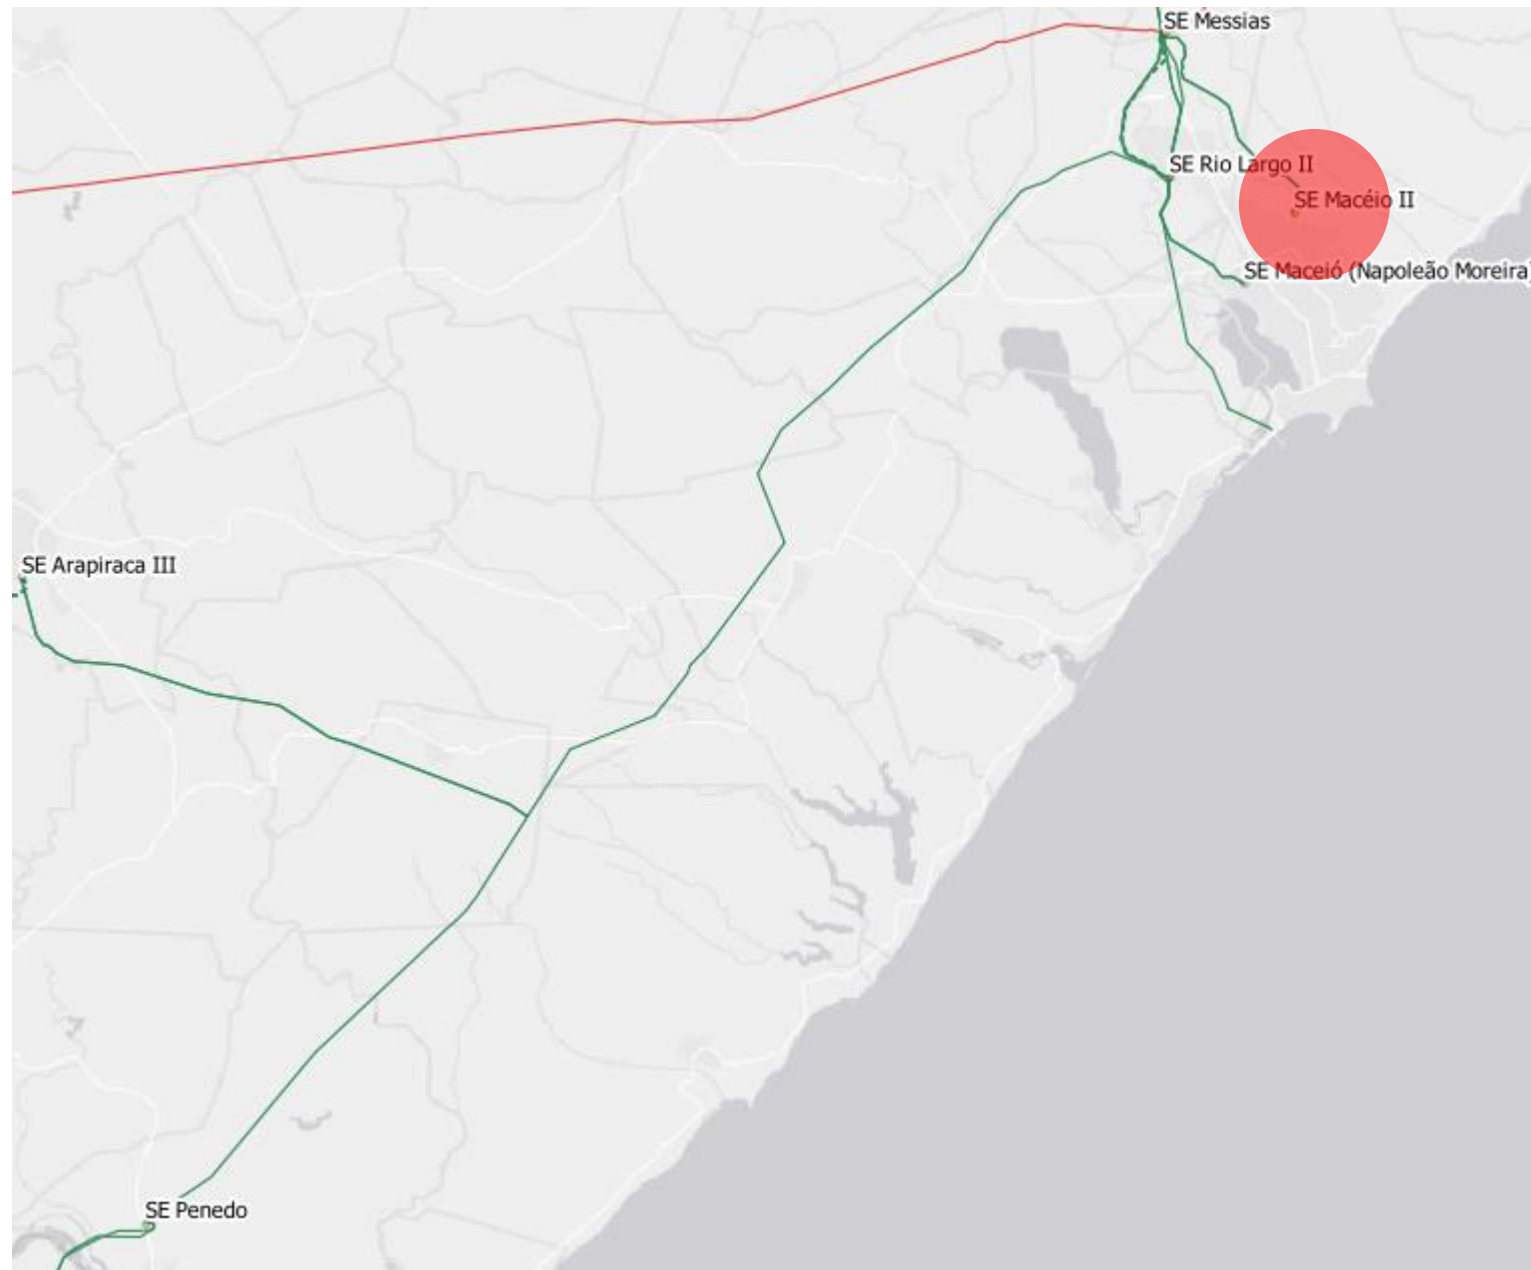 SE Messias
SE Rio Largo II
SE Macéio II
SE Maceió (Napoleão Moreira)
SE Arapiraca III
SE Penedo